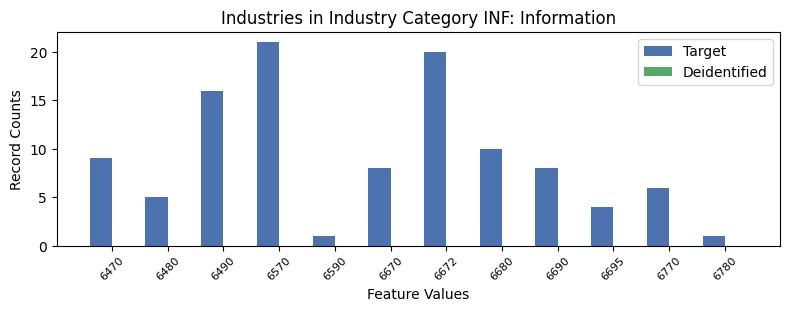 Industries in Industry Category INF: Information
Target
Deidentified
Record Counts
20
15
10
5
0
6470 6480 6490 6570 6590 6670 6672 6680 6690 6695 6770 6780
Feature Values